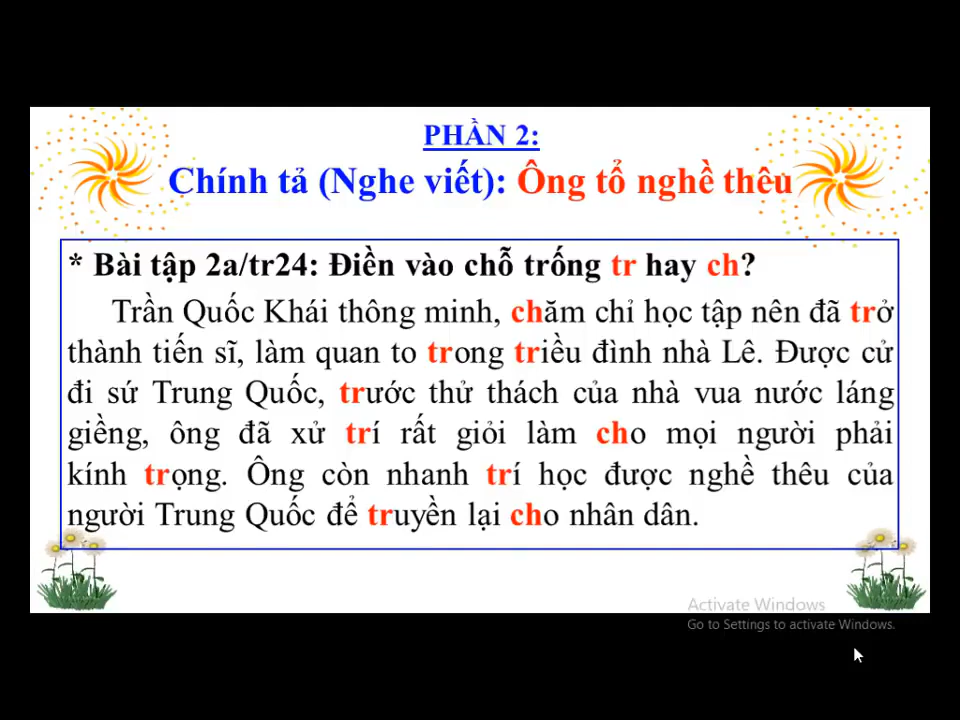 PHẦN 2:
Chính tả (Nghe viết): Ông tổ nghề thêu
* Bài tập 2a/tr24: Điền vào chỗ trống tr hay ch?
Trần Quốc Khái thông minh, chăm chỉ học tập nên đã trở
thành tiến sĩ, làm quan to trong triều đình nhà Lê. Được cử
đi sứ Trung Quốc, trước thử thách của nhà vua nước láng
giềng, ông đã xử trí rất giỏi làm cho mọi người phải
kính trọng. Ông còn nhanh trí học được nghề thêu của
người Trung Quốc để truyền lại cho nhân dân.
Activate Windows
Go to Settings to activate Windows.